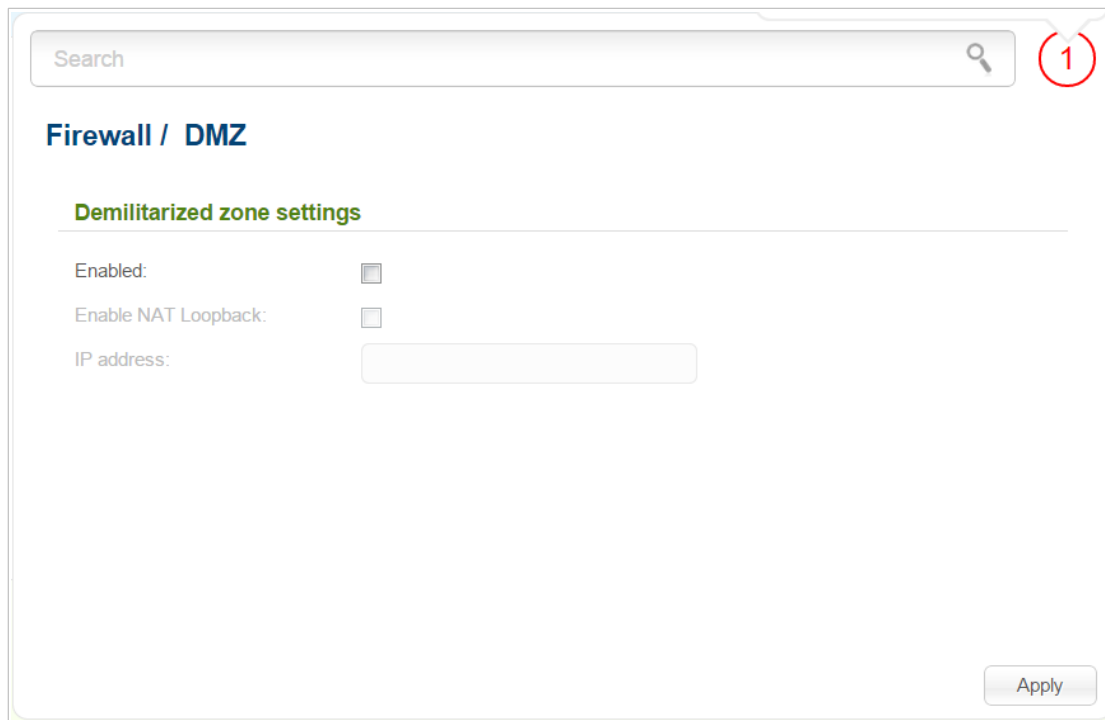 Search
1
Firewall / DMZ
Demilitarized zone settings
Enabled:
Enable NAT Loopback:
IP address:
Apply